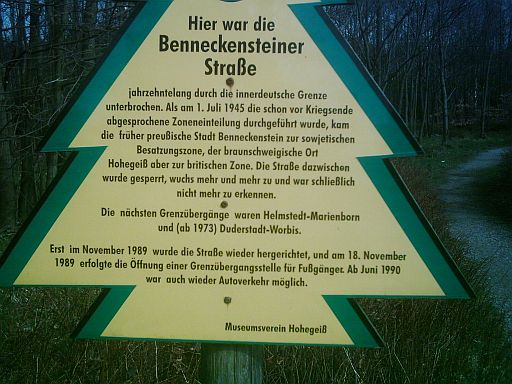 Hier war die
Benneckensteiner
Straße
jahrzehntelang durch die innerdeutsche Grenze
unterbrochen. Als am 1. Juli 1945 die schon vor Kriegsende
abgesprochene Zoneneinteilung durchgeführt wurde, kam
die früher preußische Stadt Benneckenstein zur sowjetischen
Besatzungszone, der braunschweigische Ort
Hohegeiß aber zur britischen Zone. Die Straße dazwischen
wurde gesperrt, wuchs mehr und mehr zu und war schließlich
nicht mehr zu erkennen.
Die nächsten Grenzübergänge waren Helmstedt-Marienborn
und (ab 1973) Duderstadt-Worbis.
Erst im November 1989 wurde die Straße wieder hergerichtet, und am 18. November
1989 erfolgte die Öffnung einer Grenzübergangsstelle für Fußgänger. Ab Juni 1990
war auch wieder Autoverkehr möglich.
Museumsverein Hohegeiß